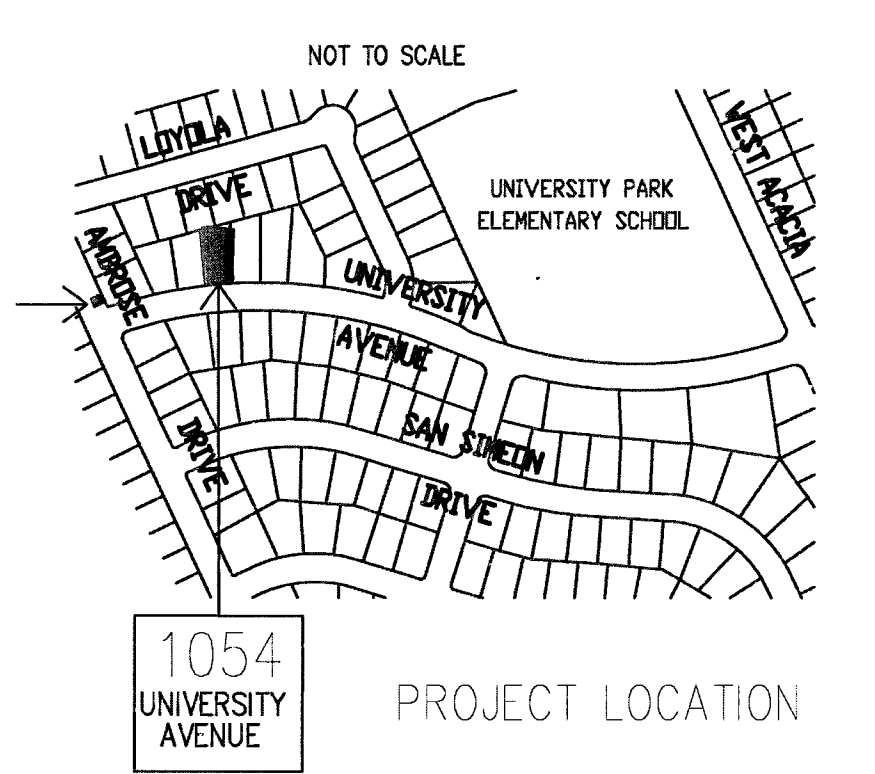 NOT TO SCALE
LOYOLA
DRIVE
UNIVERSITY PARK
ELEMENTARY SCHOOL
WEST ACACIA
AMBROSE
DRIVE
UNIVERSITY
AVENUE
SAN SIMEON
DRIVE
1054
UNIVERSITY
AVENUE
PROJECT LOCATION